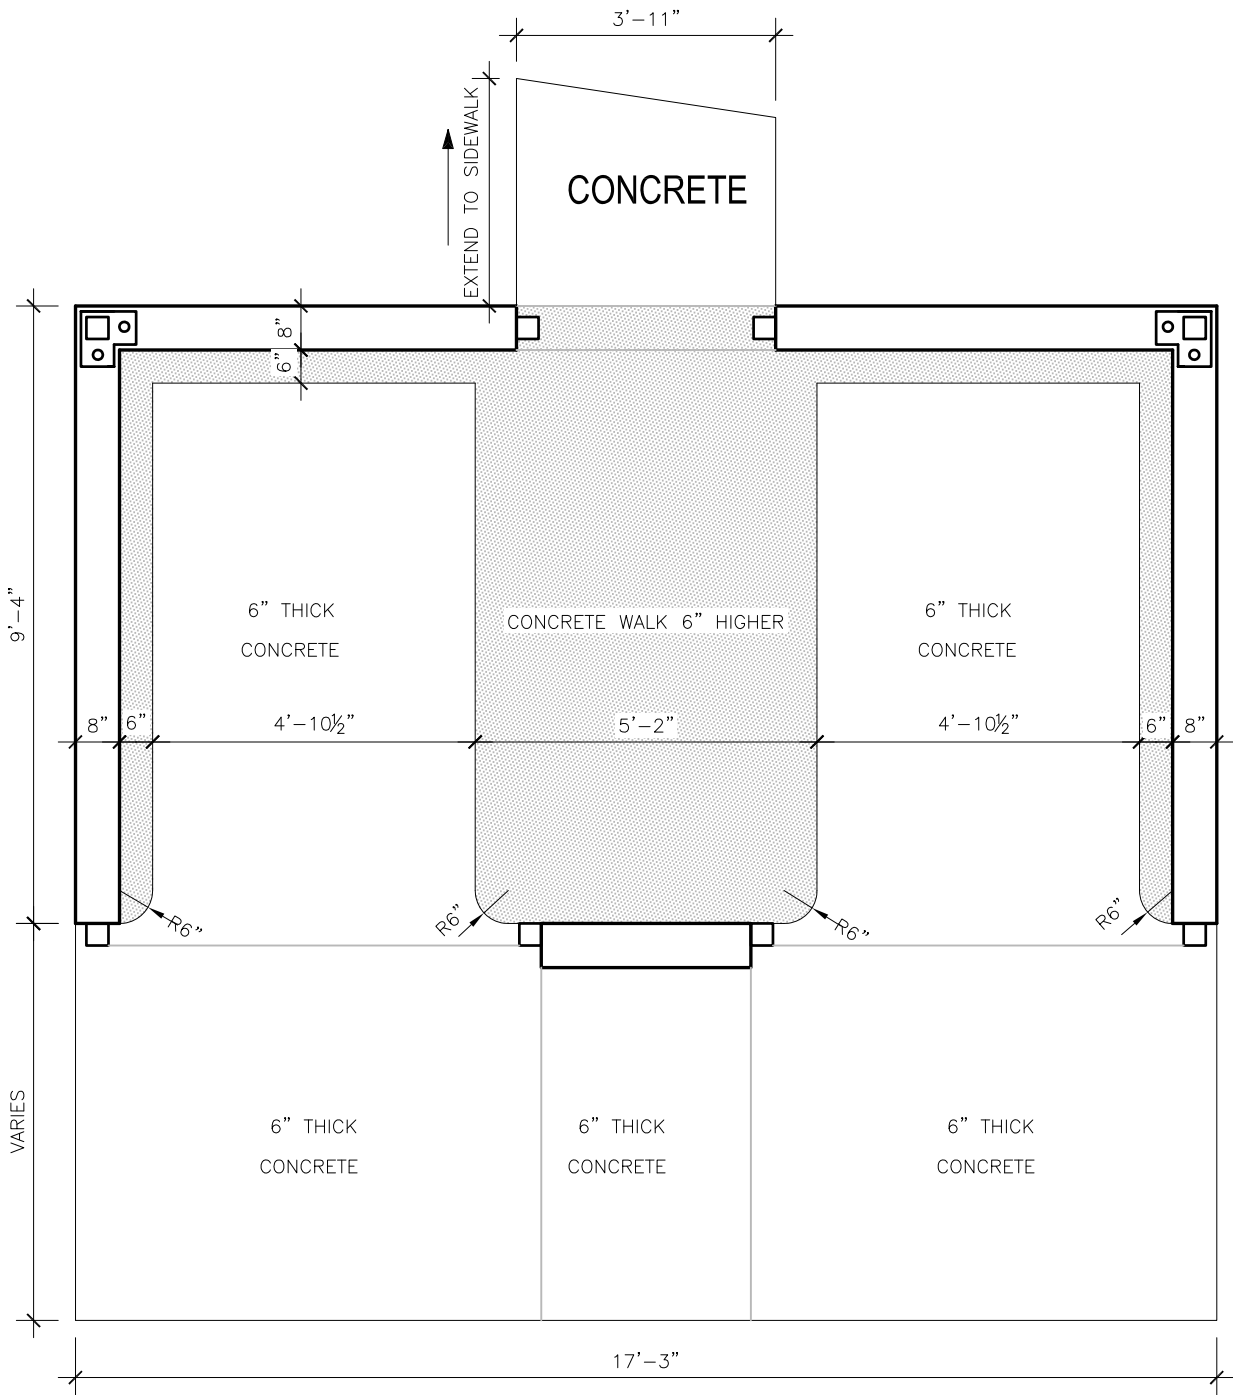 3'-11"
EXTEND TO SIDEWALK
CONCRETE
8"
6"
9'-4"
6" THICK
CONCRETE
CONCRETE WALK 6" HIGHER
6" THICK
CONCRETE
8"
6"
4'-10½"
5'-2"
4'-10½"
6"
8"
R6"
R6"
R6"
R6"
VARIES
6" THICK
CONCRETE
6" THICK
CONCRETE
6" THICK
CONCRETE
17'-3"